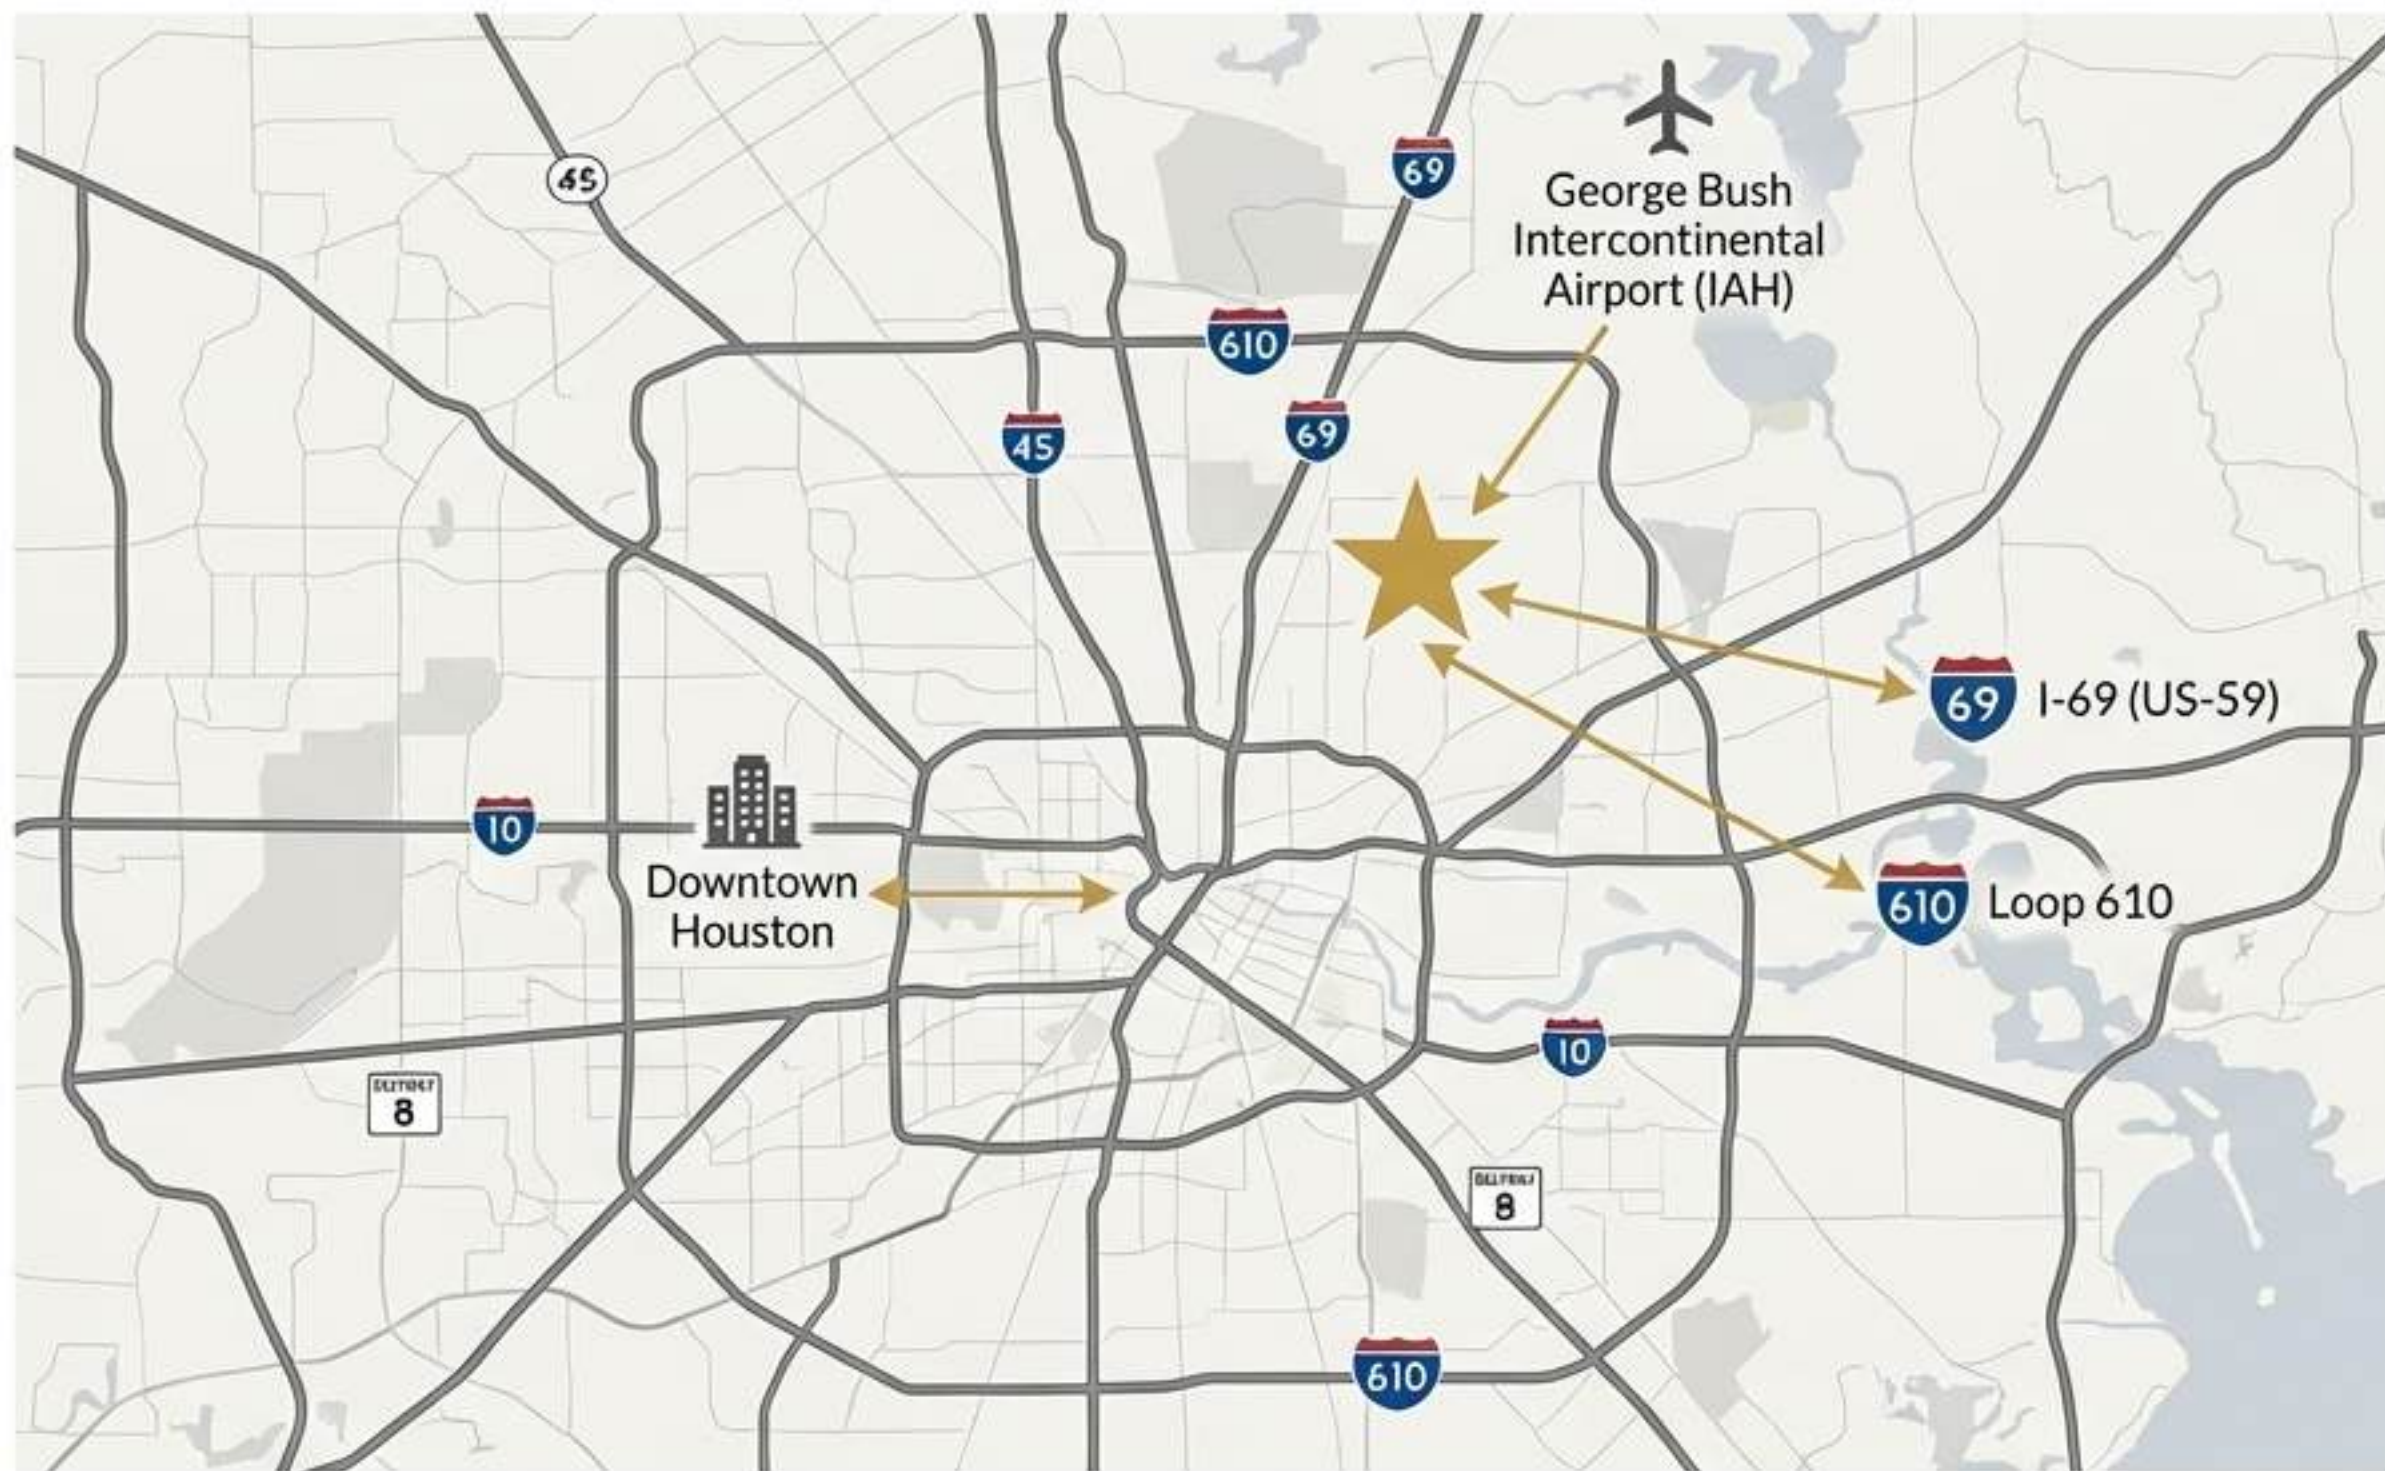 45
69
George Bush
Intercontinental
Airport (IAH)
610
69
45
69 I-69 (US-59)
10
Downtown
Houston
610 Loop 610
10
8
8
610